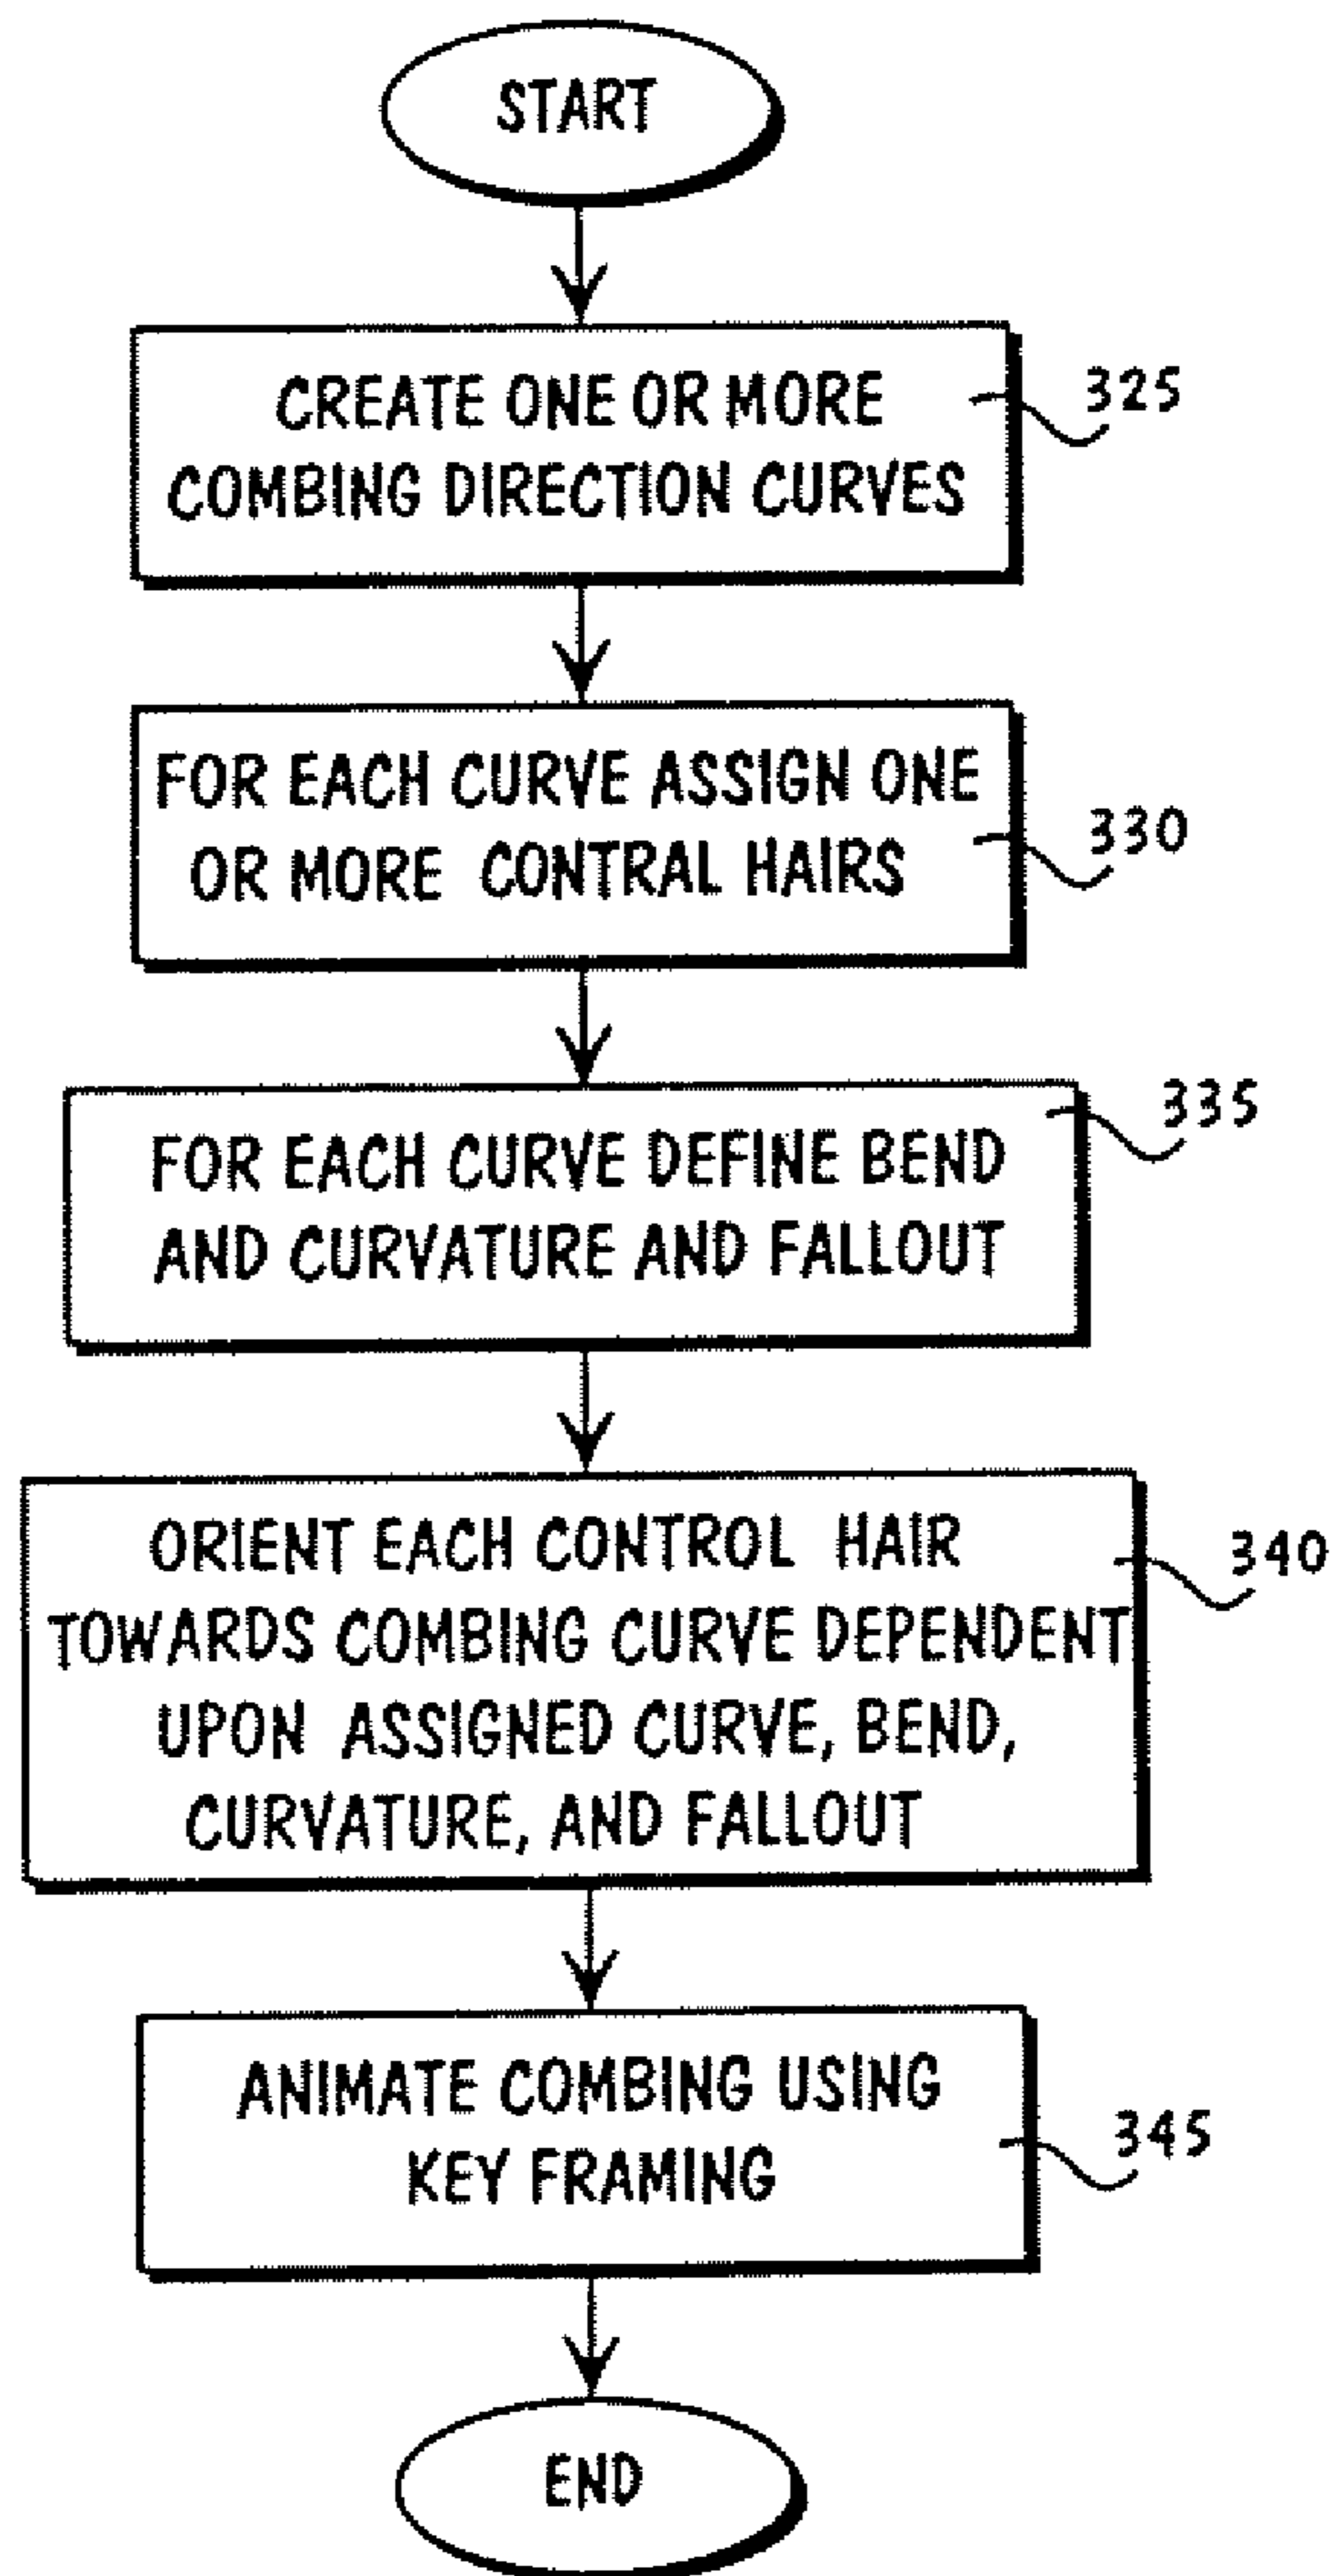 START
CREATE ONE OR MORE
COMBING DIRECTION CURVES
325
FOR EACH CURVE ASSIGN ONE
OR MORE CONTRAL HAIRS
330
FOR EACH CURVE DEFINE BEND
AND CURVATURE AND FALLOUT
335
ORIENT EACH CONTROL HAIR
TOWARDS COMBING CURVE DEPENDENT
UPON ASSIGNED CURVE, BEND,
CURVATURE, AND FALLOUT
340
ANIMATE COMBING USING
KEY FRAMING
345
END